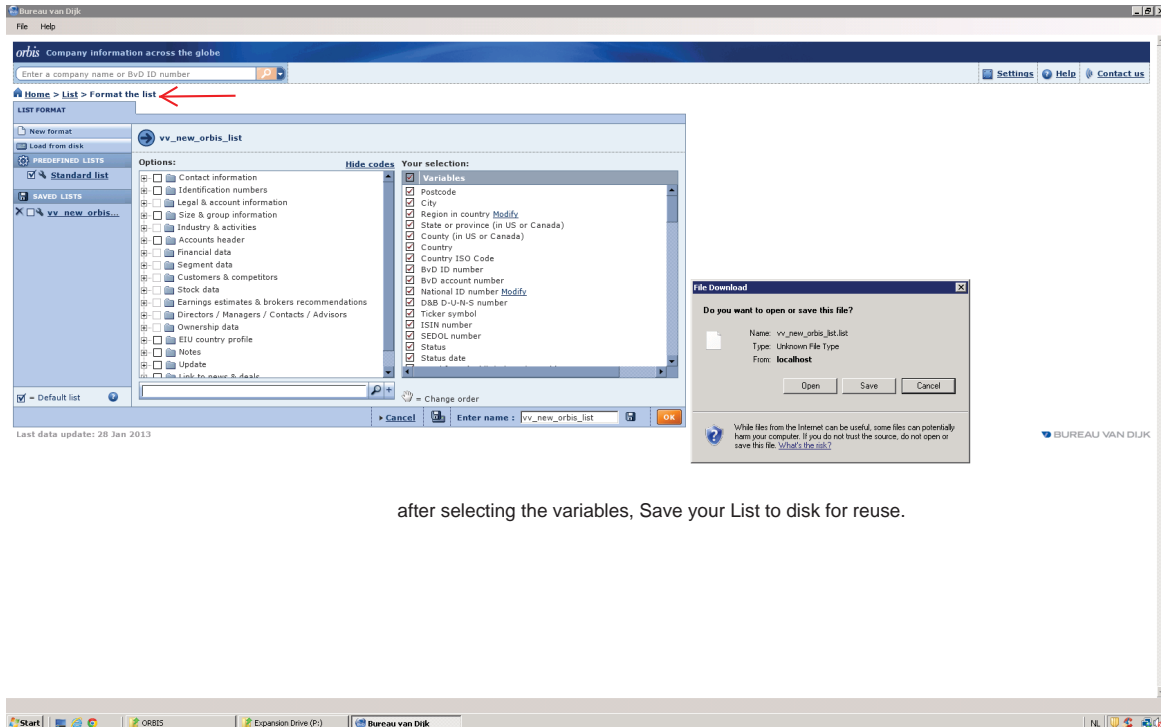 Bureau van Dijk
File Help
orbis Company information across the globe
Enter a company name or BvD ID number
Settings Help Contact us
Home > List > Format the list
LIST FORMAT
New format
Load from disk
PREDEFINED LISTS
Standard list
SAVED LISTS
vv_new_orbis...
vv_new_orbis_list
Options:
Hide codes
Contact information
Identification numbers
Legal & account information
Size & group information
Industry & activities
Accounts header
Financial data
Segment data
Customers & competitors
Stock data
Earnings estimates & brokers recommendations
Directors / Managers / Contacts / Advisors
Ownership data
EIU country profile
Notes
Update
Link to news & deals
Your selection:
Variables
Postcode
City
Region in country Modify
State or province (in US or Canada)
County (in US or Canada)
Country
Country ISO Code
BvD ID number
BvD account number
National ID number Modify
D&B D-U-N-S number
Ticker symbol
ISIN number
SEDOL number
Status
Status date
= Default list
= Change order
Cancel Enter name : vv_new_orbis_list OK
Last data update: 28 Jan 2013
BUREAU VAN DIJK
File Download
Do you want to open or save this file?
Name: vv_new_orbis_list.list
Type: Unknown File Type
From: localhost
Open Save Cancel
While files from the Internet can be useful, some files can potentially
harm your computer. If you do not trust the source, do not open or
save this file. What's the risk?
after selecting the variables, Save your List to disk for reuse.
Start ORBIS Expansion Drive (P:) Bureau van Dijk NL